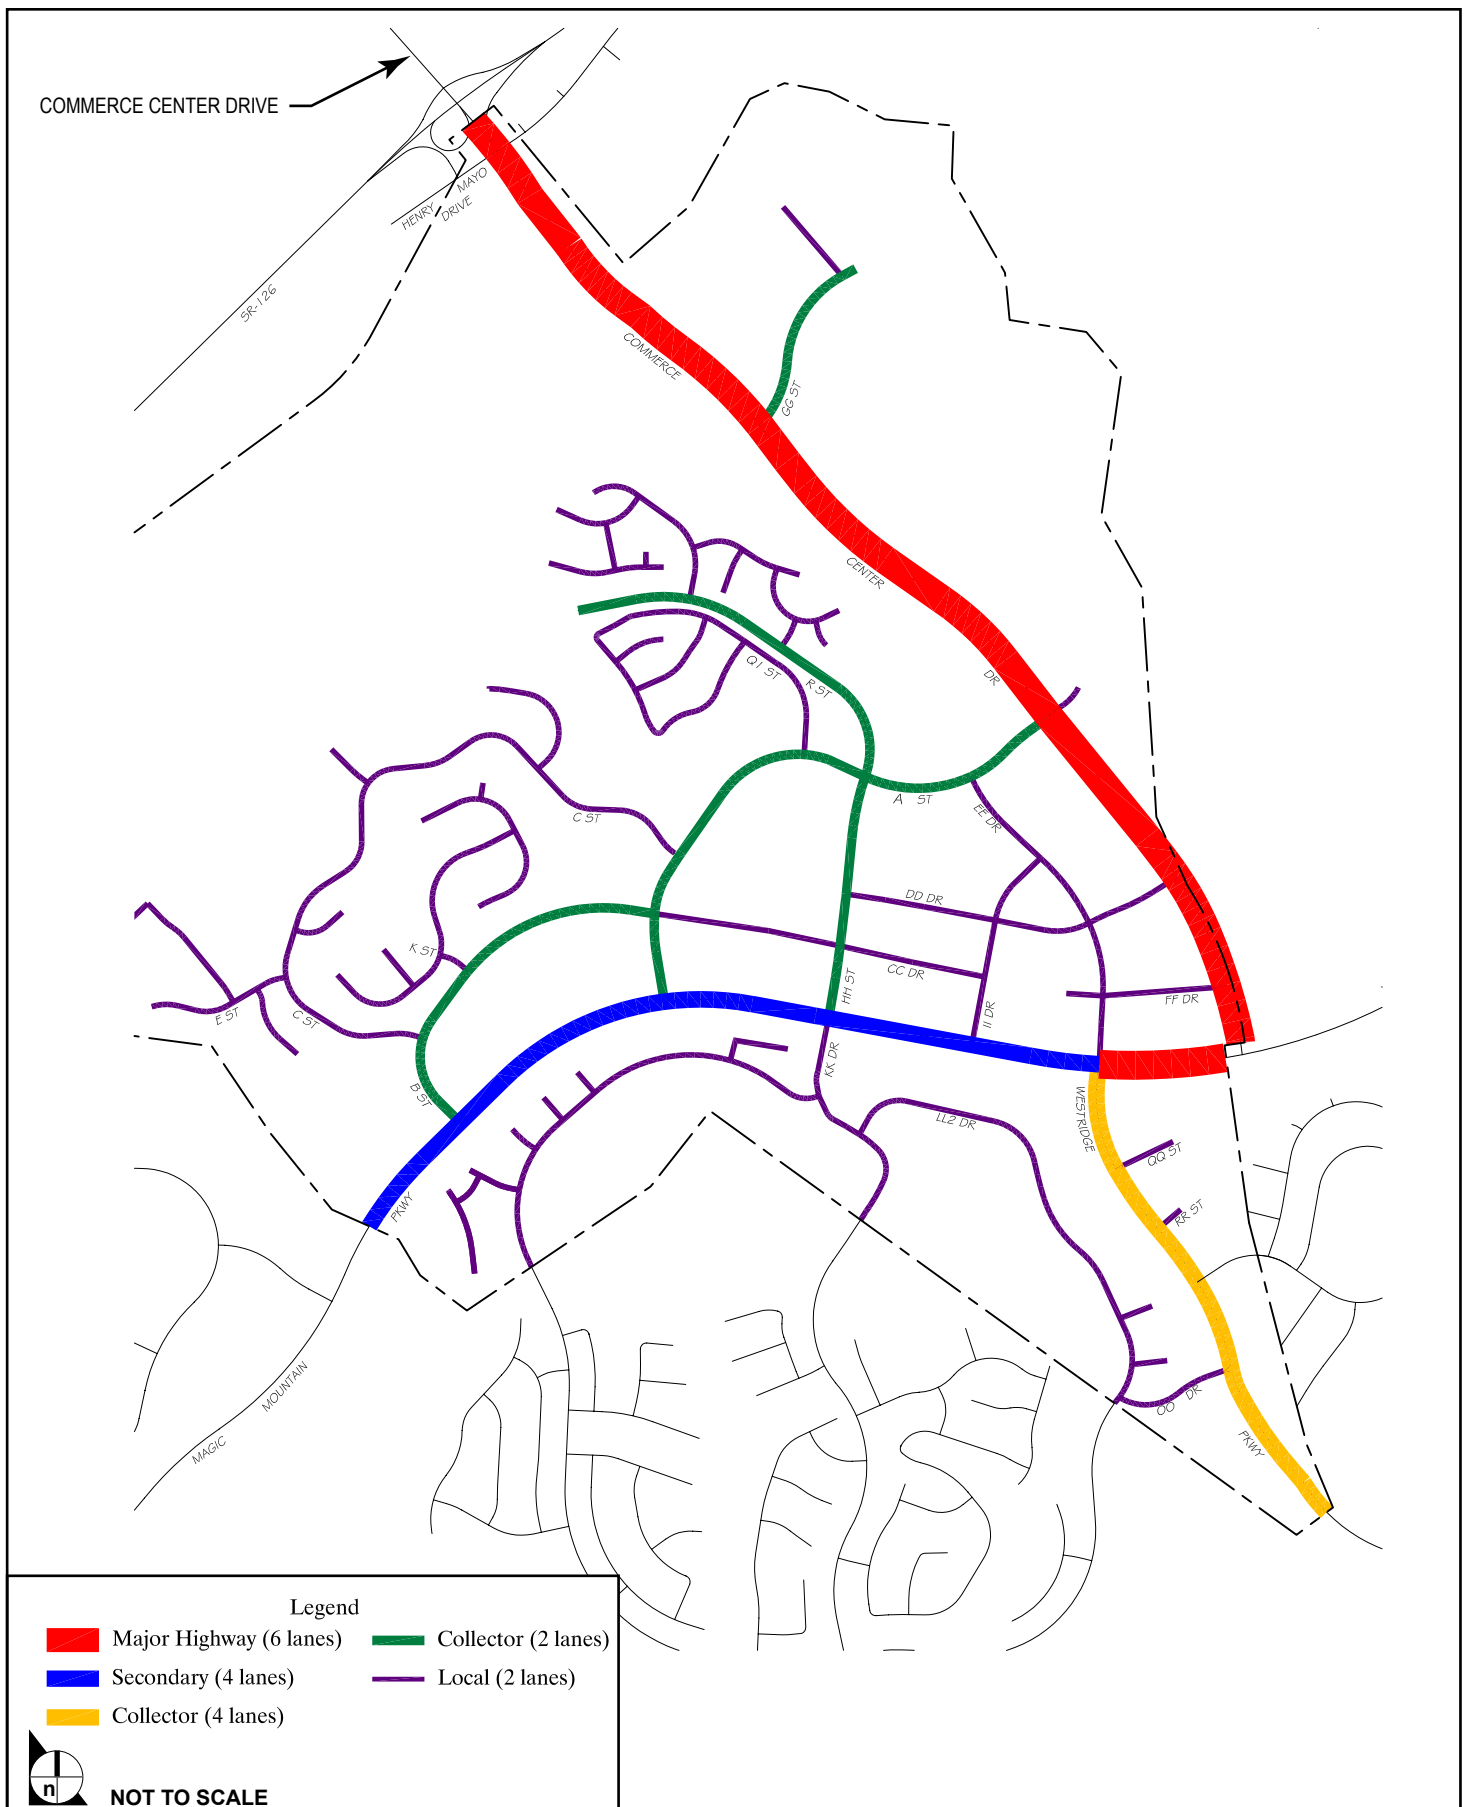 COMMERCE CENTER DRIVE
HENRY MAYO
DRIVE
SR-126
COMMERCE
GG ST
CENTER
DR
Q1 ST
R ST
A ST
EE DR
C ST
DD DR
K ST
CC DR
HH ST
II DR
FF DR
E ST
C ST
KK DR
B ST
WESTRIDGE
LL2 DR
QQ ST
PKWY
RR ST
OO DR
MOUNTAIN
PKWY
MAGIC
Legend
Major Highway (6 lanes)
Collector (2 lanes)
Secondary (4 lanes)
Local (2 lanes)
Collector (4 lanes)
n
NOT TO SCALE